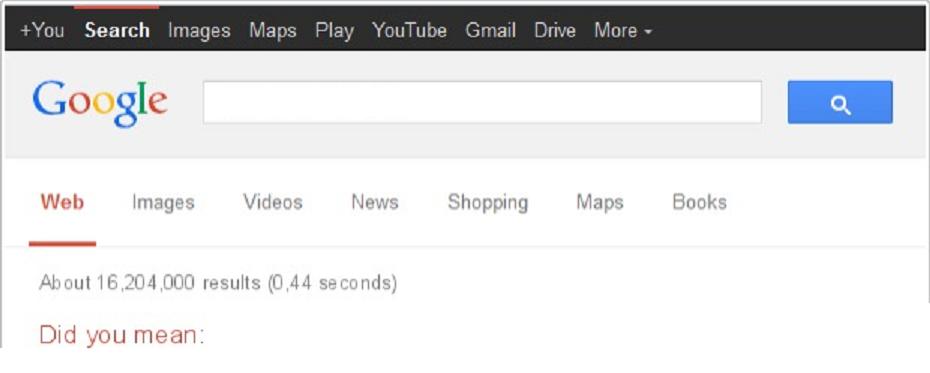 +You Search Images Maps Play YouTube Gmail Drive More
Google
Web Images Videos News Shopping Maps Books
About 16,204,000 results (0,44 seconds)
Did you mean: